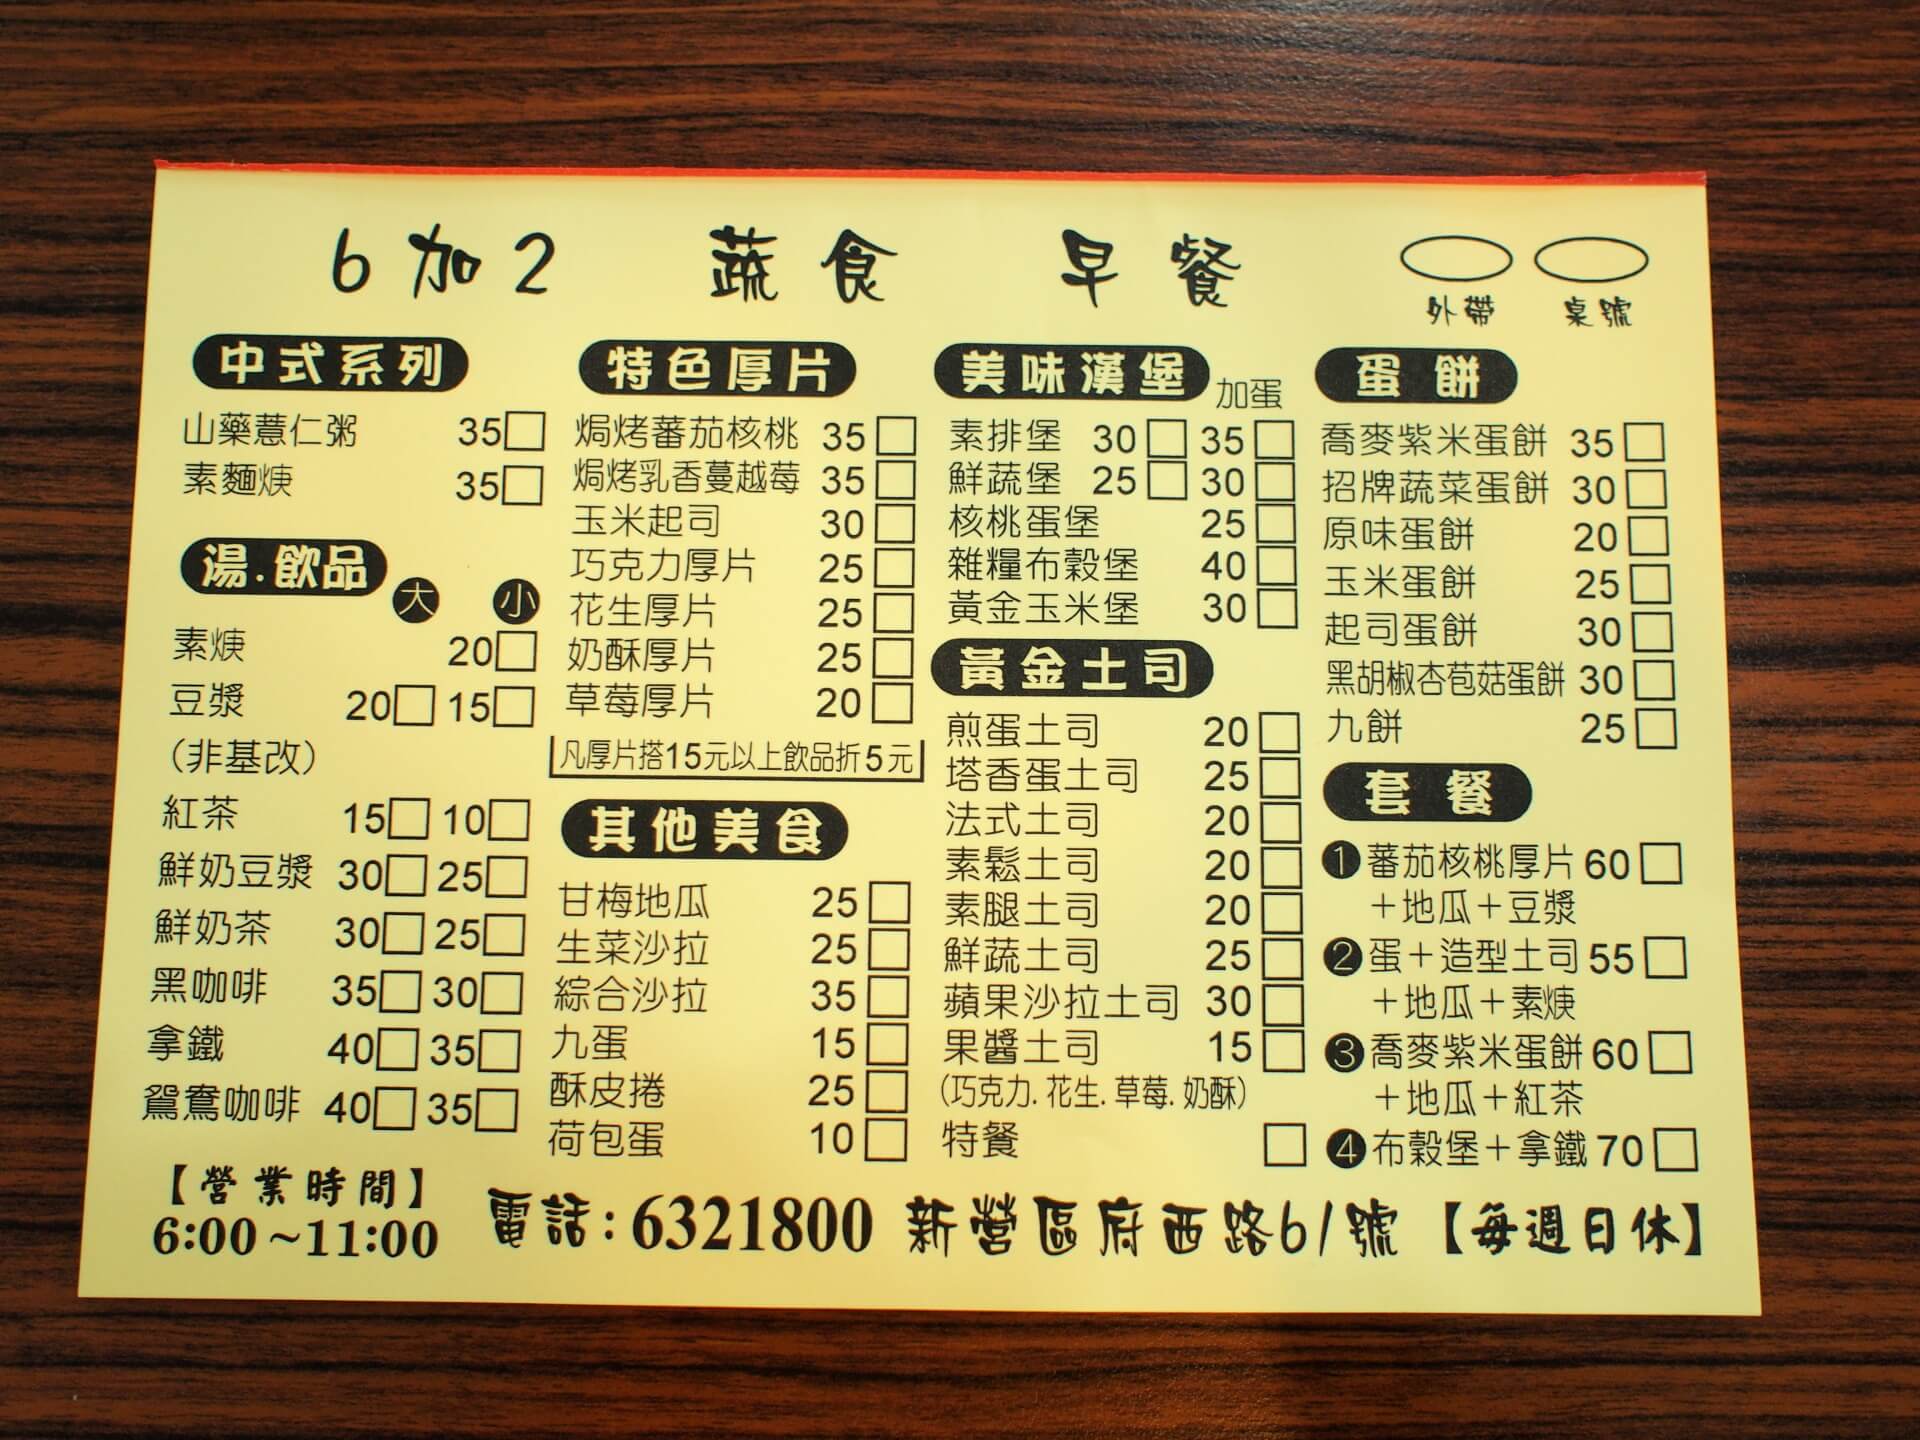 6加2 蔬食 早餐
外帶 桌號
中式系列
山藥薏仁粥 35
素麵焿 35
湯.飲品
大 小
素焿 20
豆漿 20 15
(非基改)
紅茶 15 10
鮮奶豆漿 30 25
鮮奶茶 30 25
黑咖啡 35 30
拿鐵 40 35
鴛鴦咖啡 40 35
特色厚片
焗烤蕃茄核桃 35
焗烤乳香蔓越莓 35
玉米起司 30
巧克力厚片 25
花生厚片 25
奶酥厚片 25
草莓厚片 20
凡厚片搭15元以上飲品折5元
其他美食
甘梅地瓜 25
生菜沙拉 25
綜合沙拉 35
九蛋 15
酥皮捲 25
荷包蛋 10
美味漢堡 加蛋
素排堡 30 35
鮮蔬堡 25 30
核桃蛋堡 25
雜糧布穀堡 40
黃金玉米堡 30
黃金土司
煎蛋土司 20
塔香蛋土司 25
法式土司 20
素鬆土司 20
素腿土司 20
鮮蔬土司 25
蘋果沙拉土司 30
果醬土司 15
(巧克力.花生.草莓.奶酥)
特餐
蛋餅
喬麥紫米蛋餅 35
招牌蔬菜蛋餅 30
原味蛋餅 20
玉米蛋餅 25
起司蛋餅 30
黑胡椒杏苞菇蛋餅 30
九餅 25
套餐
1 蕃茄核桃厚片 60
+地瓜+豆漿
2 蛋+造型土司 55
+地瓜+素焿
3 喬麥紫米蛋餅 60
+地瓜+紅茶
4 布穀堡+拿鐵 70
【營業時間】
6:00~11:00
電話:6321800 新營區府西路61號【每週日休】